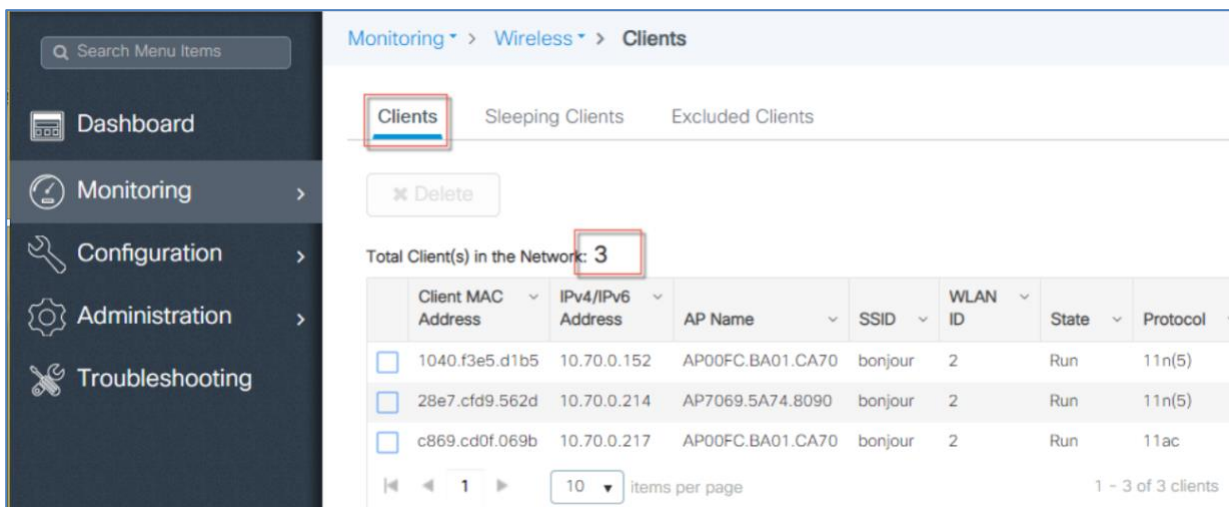 Search Menu Items
Dashboard
Monitoring
Configuration
Administration
Troubleshooting
Monitoring > Wireless > Clients
Clients Sleeping Clients Excluded Clients
✖ Delete
Total Client(s) in the Network: 3
Client MAC Address IPv4/IPv6 Address AP Name SSID WLAN ID State Protocol
1040.f3e5.d1b5 10.70.0.152 AP00FC.BA01.CA70 bonjour 2 Run 11n(5)
28e7.cfd9.562d 10.70.0.214 AP7069.5A74.8090 bonjour 2 Run 11n(5)
c869.cd0f.069b 10.70.0.217 AP00FC.BA01.CA70 bonjour 2 Run 11ac
1 10 items per page 1 - 3 of 3 clients